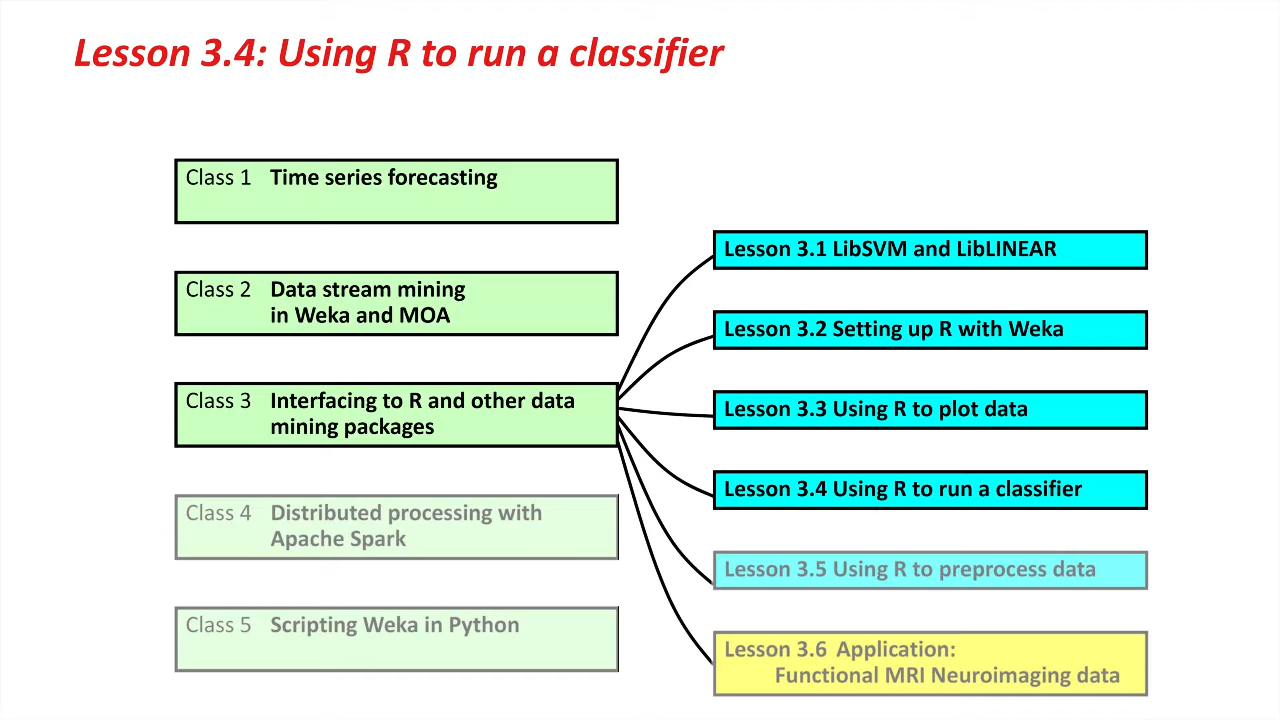 Lesson 3.4: Using R to run a classifier
Class 1 Time series forecasting
Class 2 Data stream mining
in Weka and MOA
Class 3 Interfacing to R and other data
mining packages
Class 4 Distributed processing with
Apache Spark
Class 5 Scripting Weka in Python
Lesson 3.1 LibSVM and LibLINEAR
Lesson 3.2 Setting up R with Weka
Lesson 3.3 Using R to plot data
Lesson 3.4 Using R to run a classifier
Lesson 3.5 Using R to preprocess data
Lesson 3.6 Application:
Functional MRI Neuroimaging data